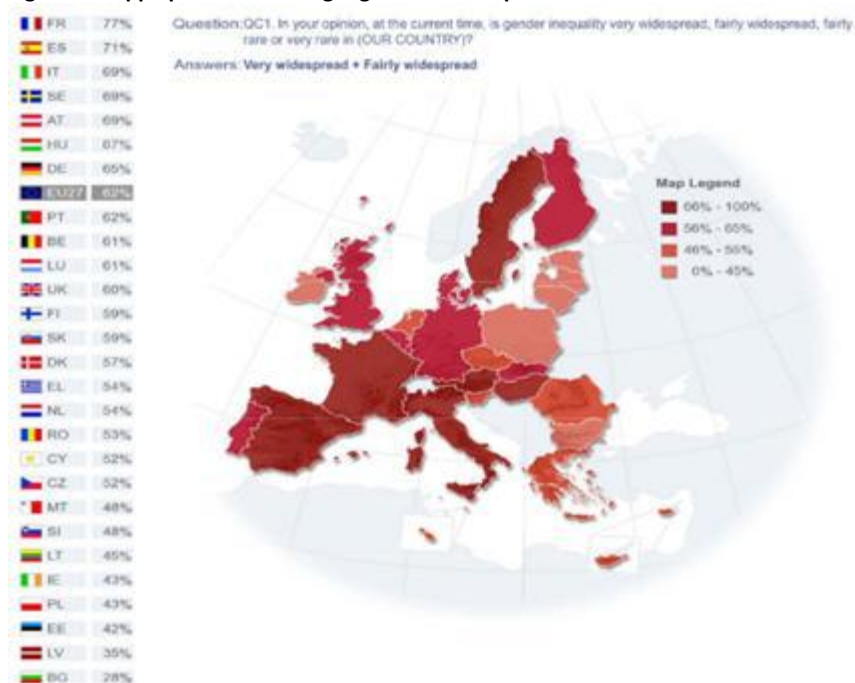 FR 77%
ES 71%
IT 69%
SE 69%
AT 69%
HU 67%
DE 65%
EU27 62%
PT 62%
BE 61%
LU 61%
UK 60%
FI 59%
SK 59%
DK 57%
EL 54%
NL 54%
RO 53%
CY 52%
CZ 52%
MT 48%
SI 48%
LT 45%
IE 43%
PL 43%
EE 42%
LV 35%
BG 28%
Question: QC1. In your opinion, at the current time, is gender inequality very widespread, fairly widespread, fairly
rare or very rare in (OUR COUNTRY)?
Answers: Very widespread + Fairly widespread
Map Legend
66% - 100%
56% - 65%
46% - 55%
0% - 45%